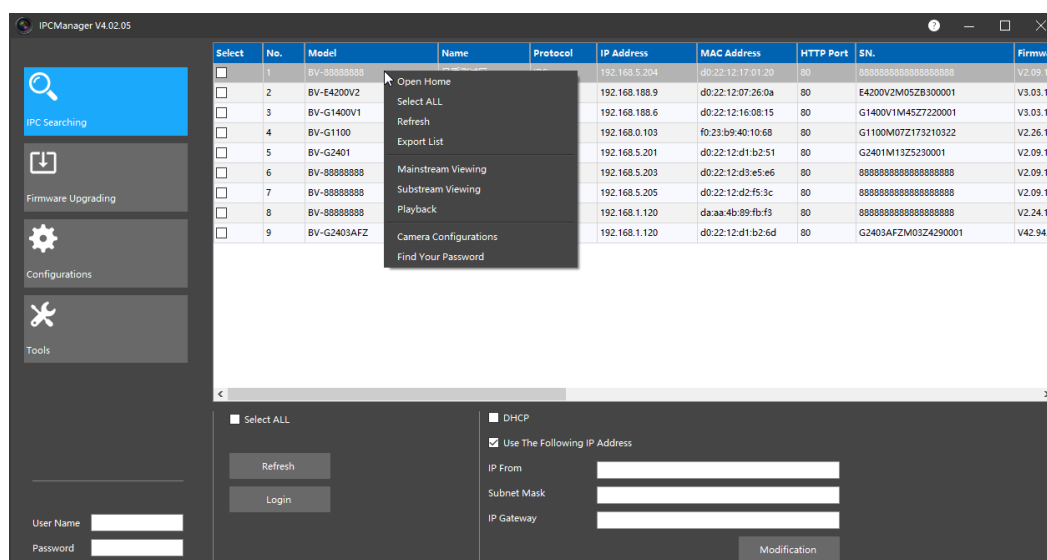 IPCManager V4.02.05
Select No. Model Name Protocol IP Address MAC Address HTTP Port SN. Firmw
1 BV-88888888 192.168.5.204 d0:22:12:17:01:20 80 8888888888888888888 V2.09.1
2 BV-E4200V2 192.168.188.9 d0:22:12:07:26:0a 80 E4200V2M05ZB300001 V3.03.1
3 BV-G1400V1 192.168.188.6 d0:22:12:16:08:15 80 G1400V1M45Z7220001 V3.03.1
4 BV-G1100 192.168.0.103 f0:23:b9:40:10:68 80 G1100M07Z173210322 V2.26.1
5 BV-G2401 192.168.5.201 d0:22:12:d1:b2:51 80 G2401M13Z5230001 V2.09.1
6 BV-88888888 192.168.5.203 d0:22:12:d3:e5:e6 80 8888888888888888888 V2.09.1
7 BV-88888888 192.168.5.205 d0:22:12:d2:f5:3c 80 8888888888888888888 V2.09.1
8 BV-88888888 192.168.1.120 da:aa:4b:89:fb:f3 80 8888888888888888888 V2.24.1
9 BV-G2403AFZ 192.168.1.120 d0:22:12:d1:b2:6d 80 G2403AFZM03Z4290001 V42.94.
Open Home
Select ALL
Refresh
Export List
Mainstream Viewing
Substream Viewing
Playback
Camera Configurations
Find Your Password
IPC Searching
Firmware Upgrading
Configurations
Tools
User Name
Password
Select ALL
Refresh
Login
DHCP
Use The Following IP Address
IP From
Subnet Mask
IP Gateway
Modification